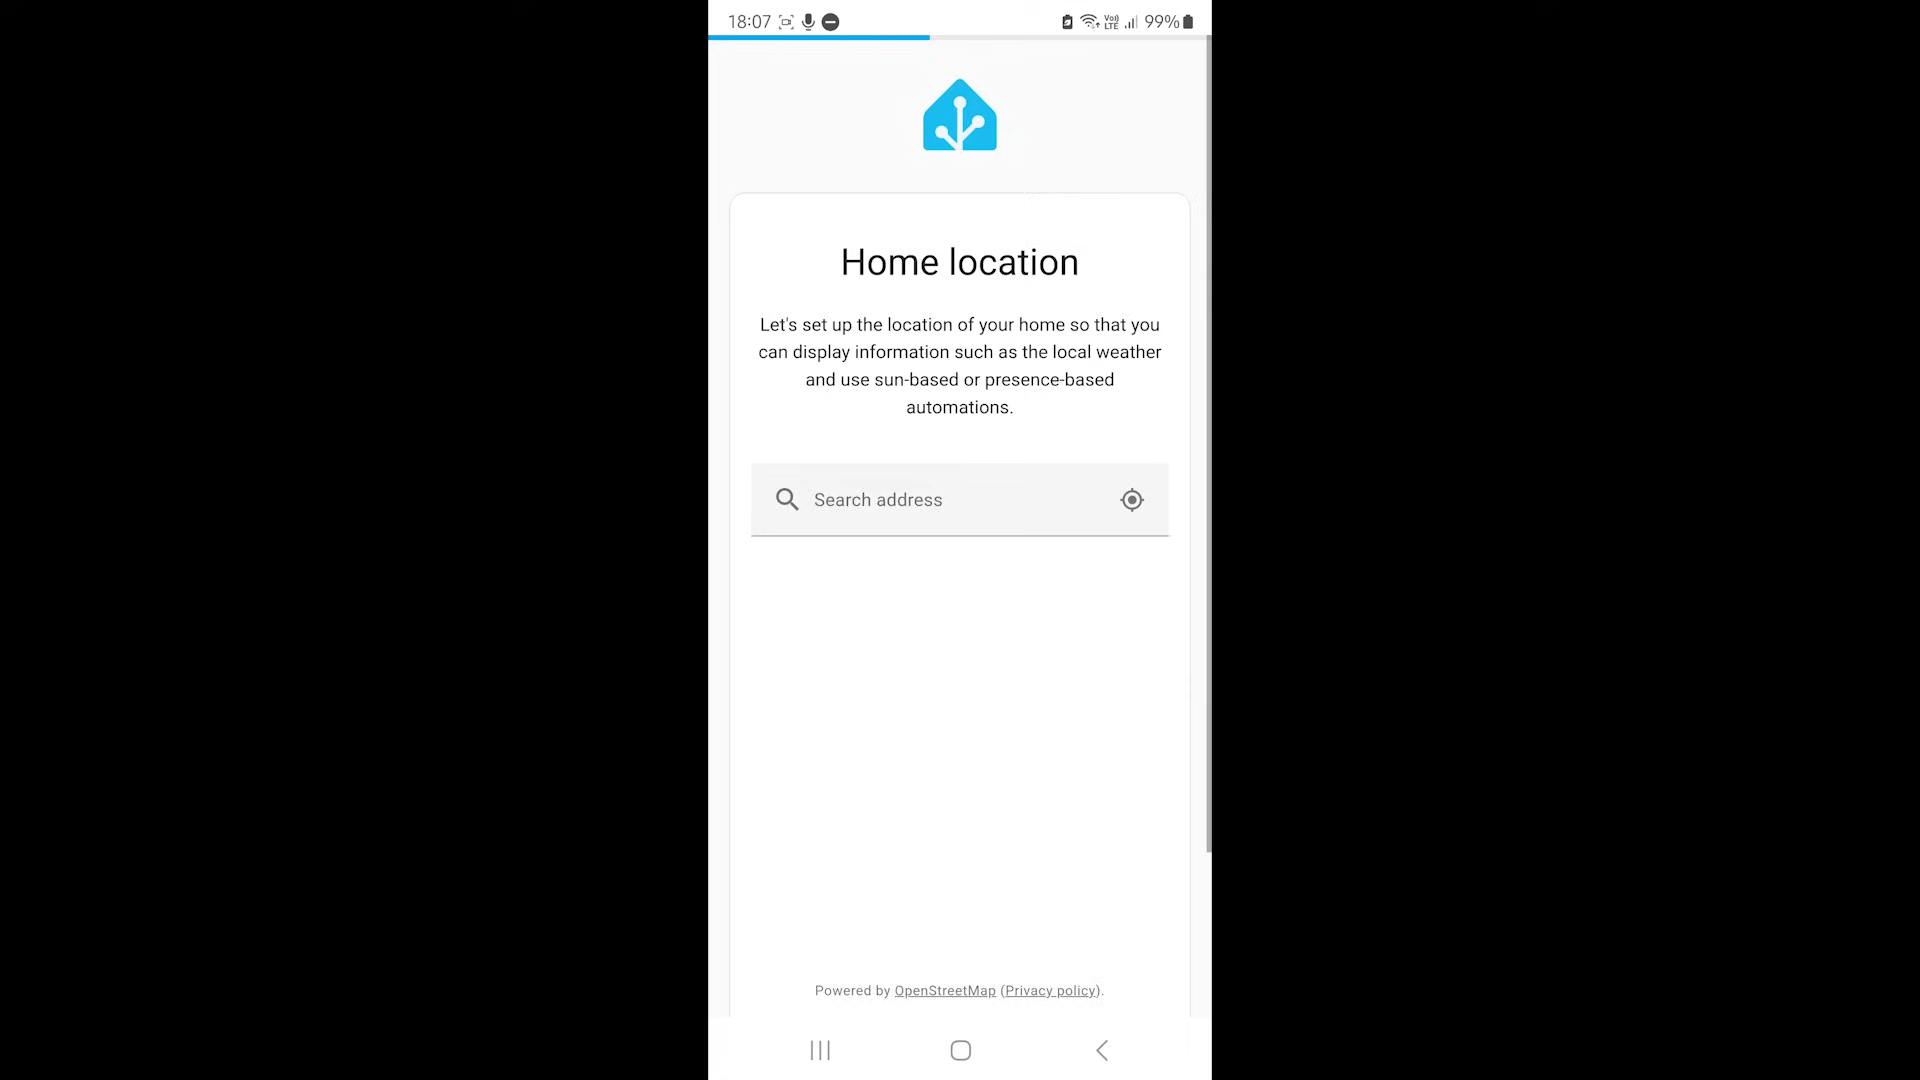 18:07 Vo) LTE 99%
Home location
Let's set up the location of your home so that you
can display information such as the local weather
and use sun-based or presence-based
automations.
Search address
Powered by OpenStreetMap (Privacy policy).